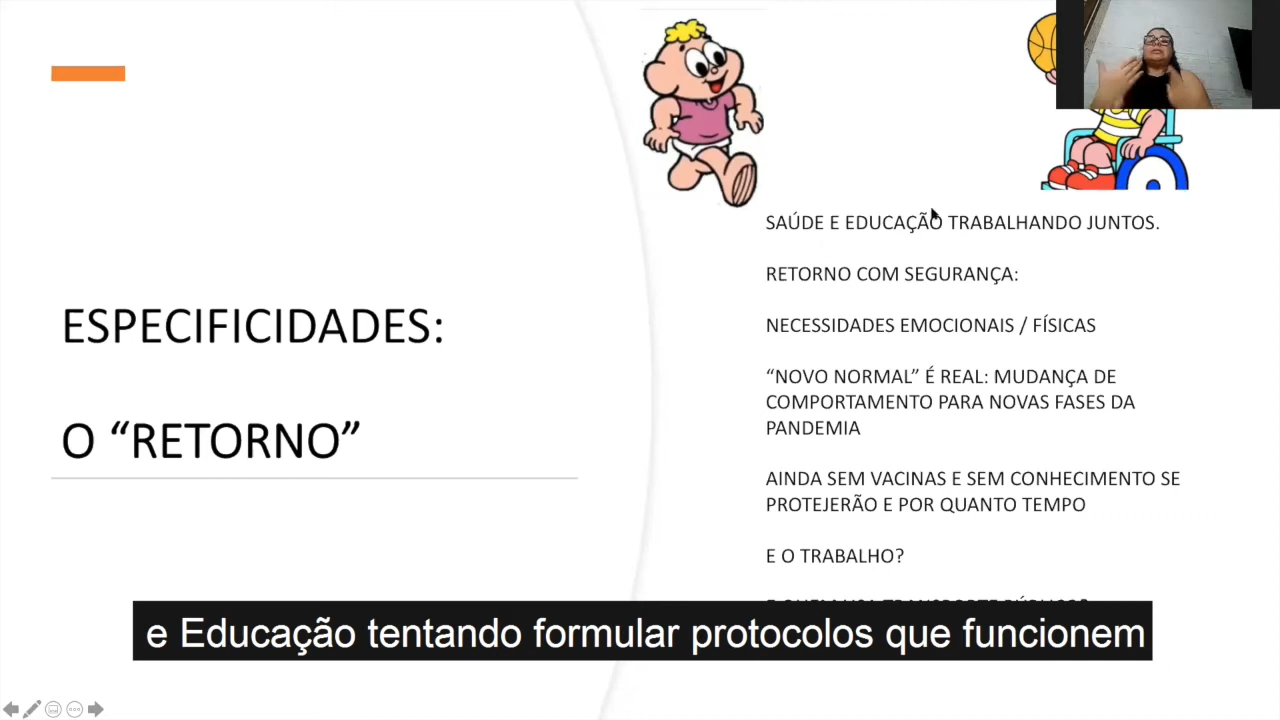 ESPECIFICIDADES:
O “RETORNO”
SAÚDE E EDUCAÇÃO TRABALHANDO JUNTOS.
RETORNO COM SEGURANÇA:
NECESSIDADES EMOCIONAIS / FÍSICAS
“NOVO NORMAL” É REAL: MUDANÇA DE
COMPORTAMENTO PARA NOVAS FASES DA
PANDEMIA
AINDA SEM VACINAS E SEM CONHECIMENTO SE
PROTEJERÃO E POR QUANTO TEMPO
E O TRABALHO?
e Educação tentando formular protocolos que funcionem